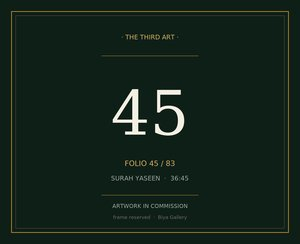 · THE THIRD ART ·
45
FOLIO 45 / 83
SURAH YASEEN · 36:45
ARTWORK IN COMMISSION
frame reserved · Biya Gallery